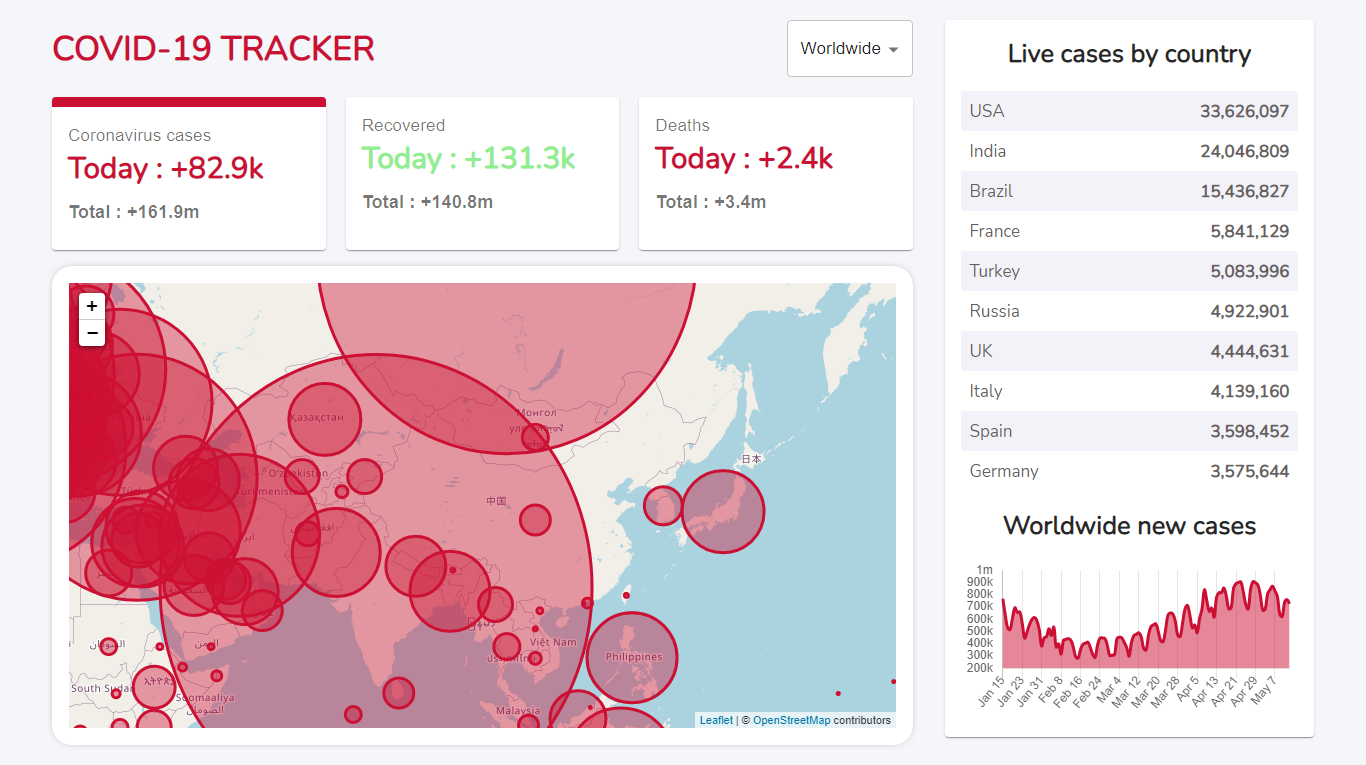 COVID-19 TRACKER
Worldwide
Coronavirus cases
Today : +82.9k
Total : +161.9m
Recovered
Today : +131.3k
Total : +140.8m
Deaths
Today : +2.4k
Total : +3.4m
+
−
Қазақстан
Монгол
O'zbekiston
中国
日本
Việt Nam
Philippines
السودان
اليمن
South Sudan
ኢትዮጵያ
Soomaaliya
الصومال
Malaysia
Leaflet | © OpenStreetMap contributors
Live cases by country
USA 33,626,097
India 24,046,809
Brazil 15,436,827
France 5,841,129
Turkey 5,083,996
Russia 4,922,901
UK 4,444,631
Italy 4,139,160
Spain 3,598,452
Germany 3,575,644
Worldwide new cases
1m
900k
800k
700k
600k
500k
400k
300k
200k
Jan 15 Jan 23 Jan 31 Feb 8 Feb 16 Feb 24 Mar 4 Mar 12 Mar 20 Mar 28 Apr 5 Apr 13 Apr 21 Apr 29 May 7